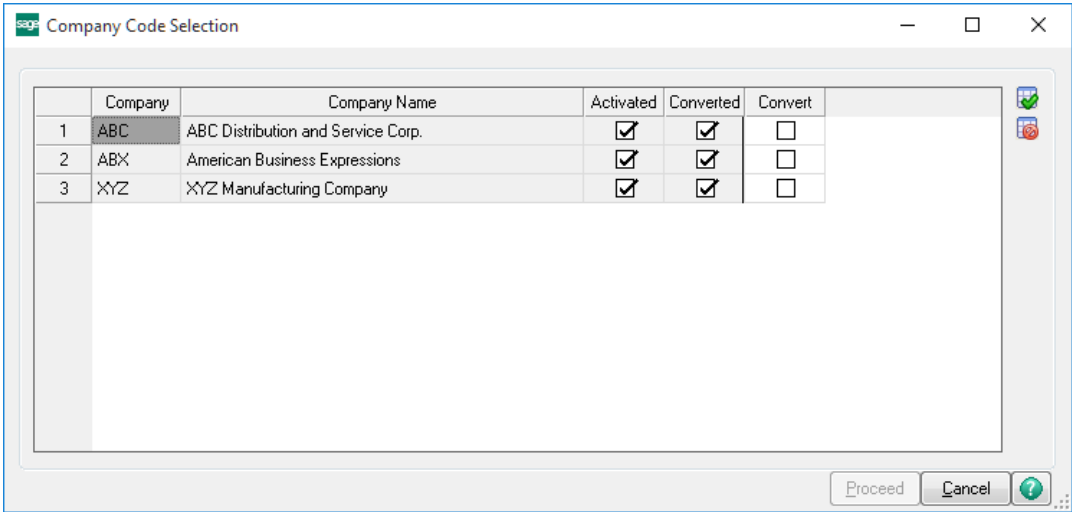 sage Company Code Selection
Company Company Name Activated Converted Convert
1 ABC ABC Distribution and Service Corp.
2 ABX American Business Expressions
3 XYZ XYZ Manufacturing Company
Proceed Cancel ?